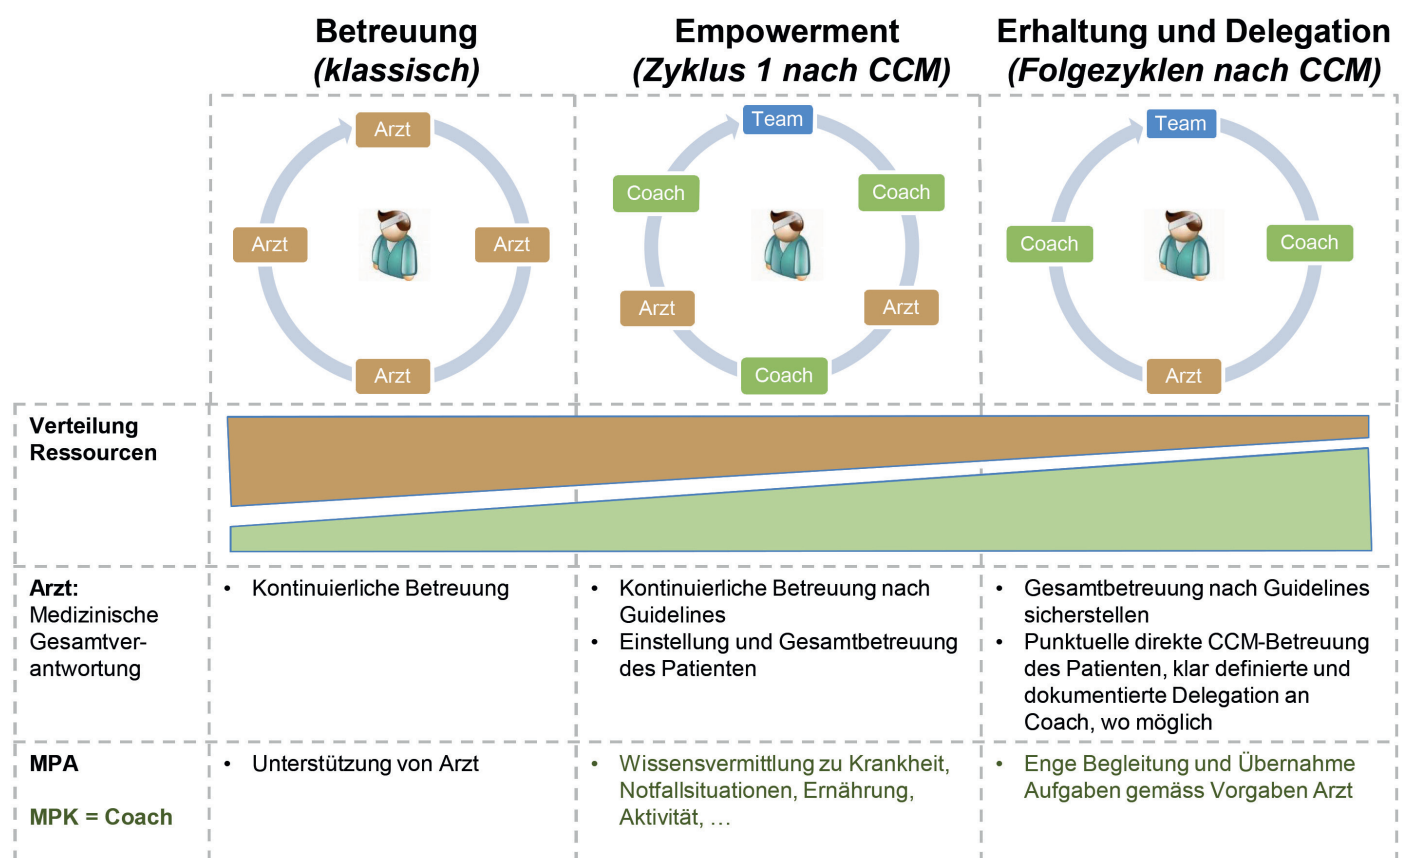 Betreuung
(klassisch)
Empowerment
(Zyklus 1 nach CCM)
Erhaltung und Delegation
(Folgezyklen nach CCM)
Arzt
Arzt
Arzt
Arzt
Team
Coach
Coach
Arzt
Arzt
Coach
Team
Coach
Coach
Arzt
Verteilung
Ressourcen
Arzt:
Medizinische
Gesamtver-
antwortung
• Kontinuierliche Betreuung
• Kontinuierliche Betreuung nach
Guidelines
• Einstellung und Gesamtbetreuung
des Patienten
• Gesamtbetreuung nach Guidelines
sicherstellen
• Punktuelle direkte CCM-Betreuung
des Patienten, klar definierte und
dokumentierte Delegation an
Coach, wo möglich
MPA
MPK = Coach
• Unterstützung von Arzt
• Wissensvermittlung zu Krankheit,
Notfallsituationen, Ernährung,
Aktivität, …
• Enge Begleitung und Übernahme
Aufgaben gemäss Vorgaben Arzt